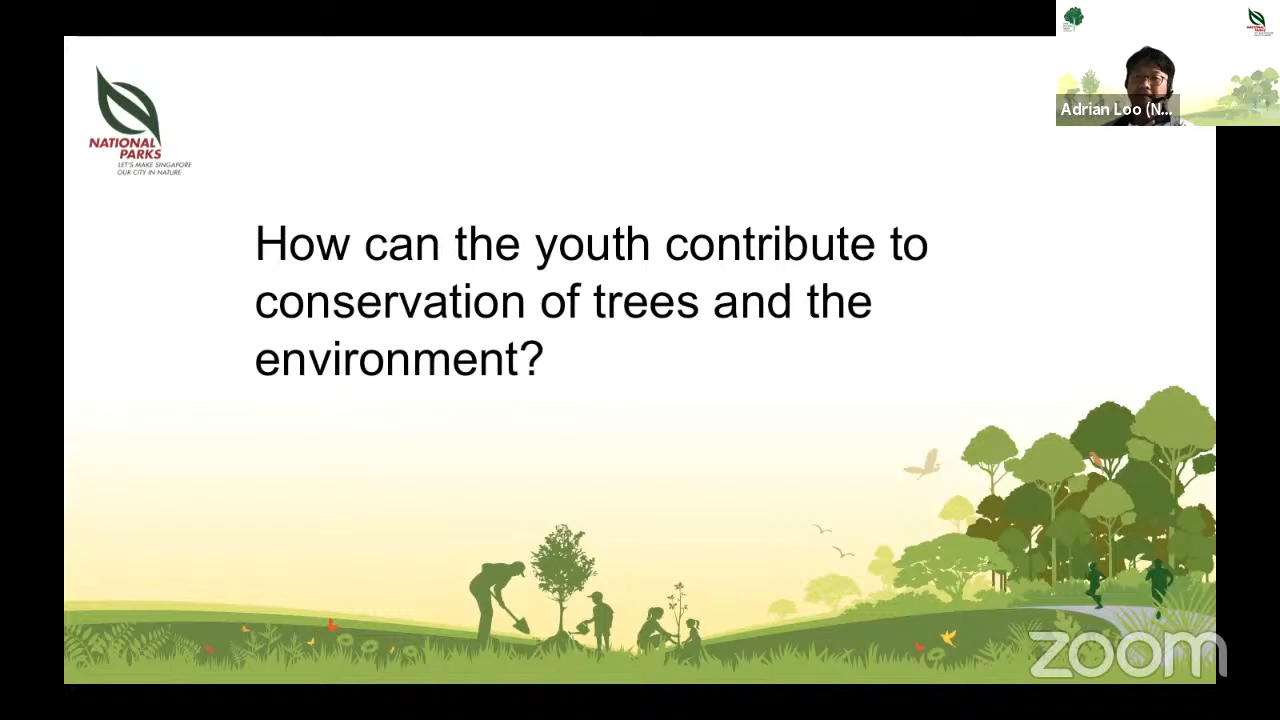 NATIONAL
PARKS
LET'S MAKE SINGAPORE
OUR CITY IN NATURE
Adrian Loo (N...
How can the youth contribute to
conservation of trees and the
environment?
zoom